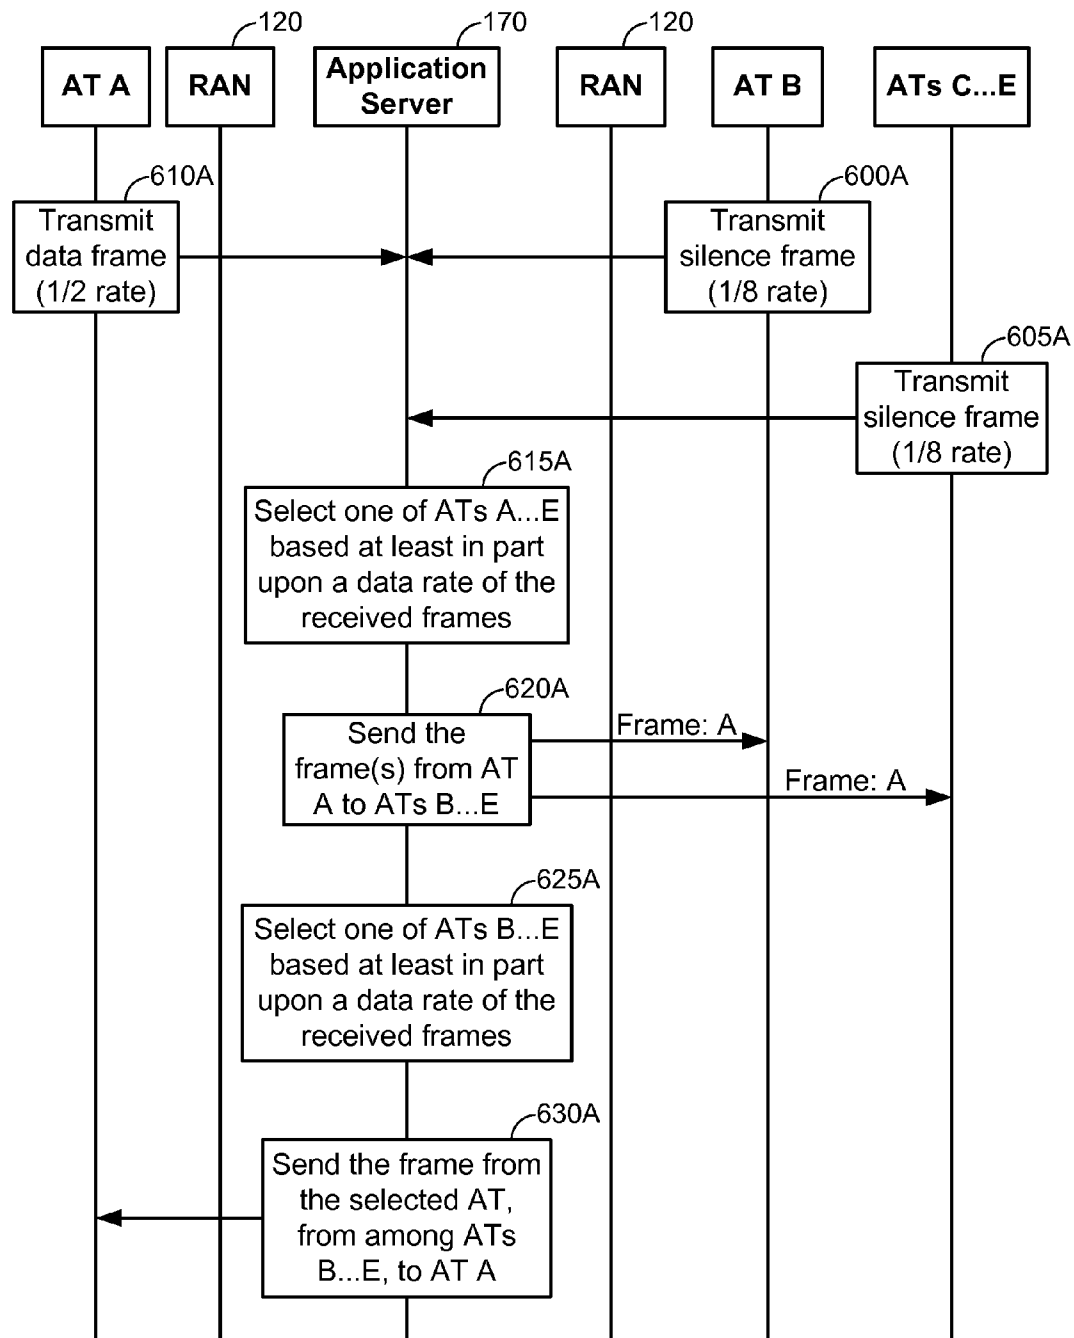 120
170
120
AT A
RAN
Application
Server
RAN
AT B
ATs C...E
610A
Transmit
data frame
(1/2 rate)
600A
Transmit
silence frame
(1/8 rate)
605A
Transmit
silence frame
(1/8 rate)
615A
Select one of ATs A...E
based at least in part
upon a data rate of the
received frames
620A
Send the
frame(s) from AT
A to ATs B...E
Frame: A
Frame: A
625A
Select one of ATs B...E
based at least in part
upon a data rate of the
received frames
630A
Send the frame from
the selected AT,
from among ATs
B...E, to AT A